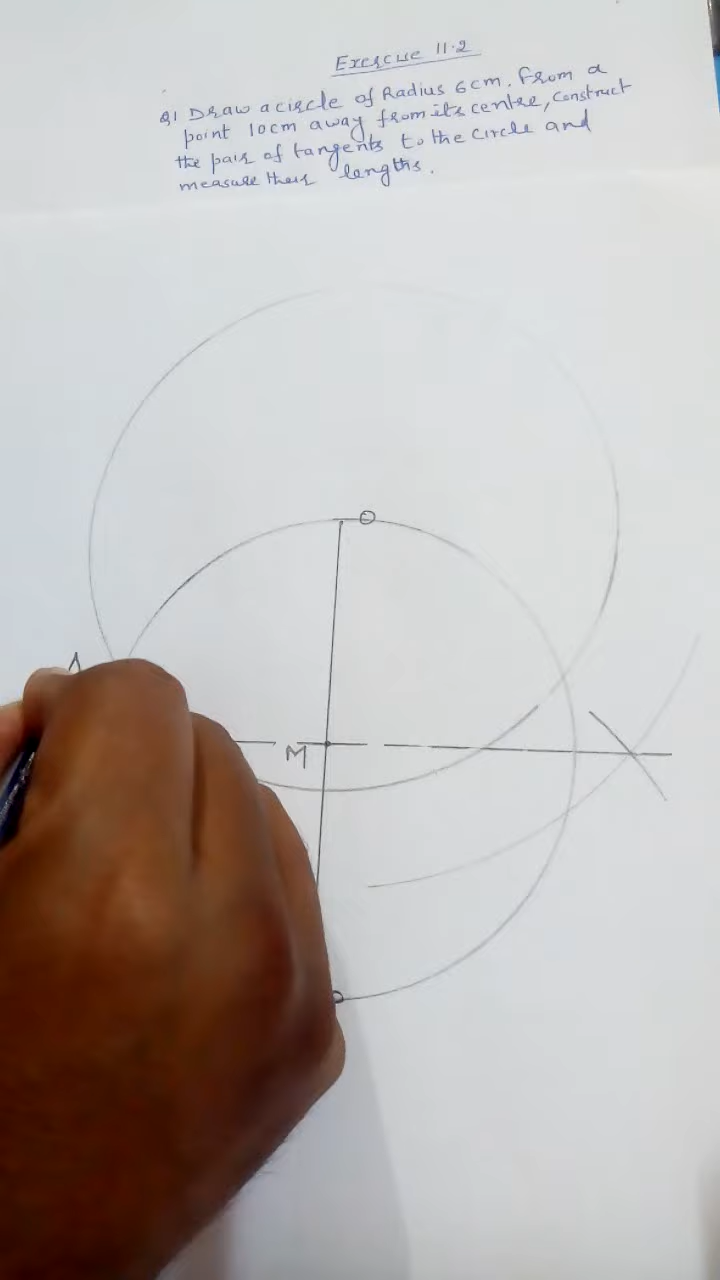 Exercise 11.2
Q1 Draw a circle of Radius 6cm. From a
point 10cm away from its centre, construct
the pair of tangents to the circle and
measure their lengths.
O
A
M